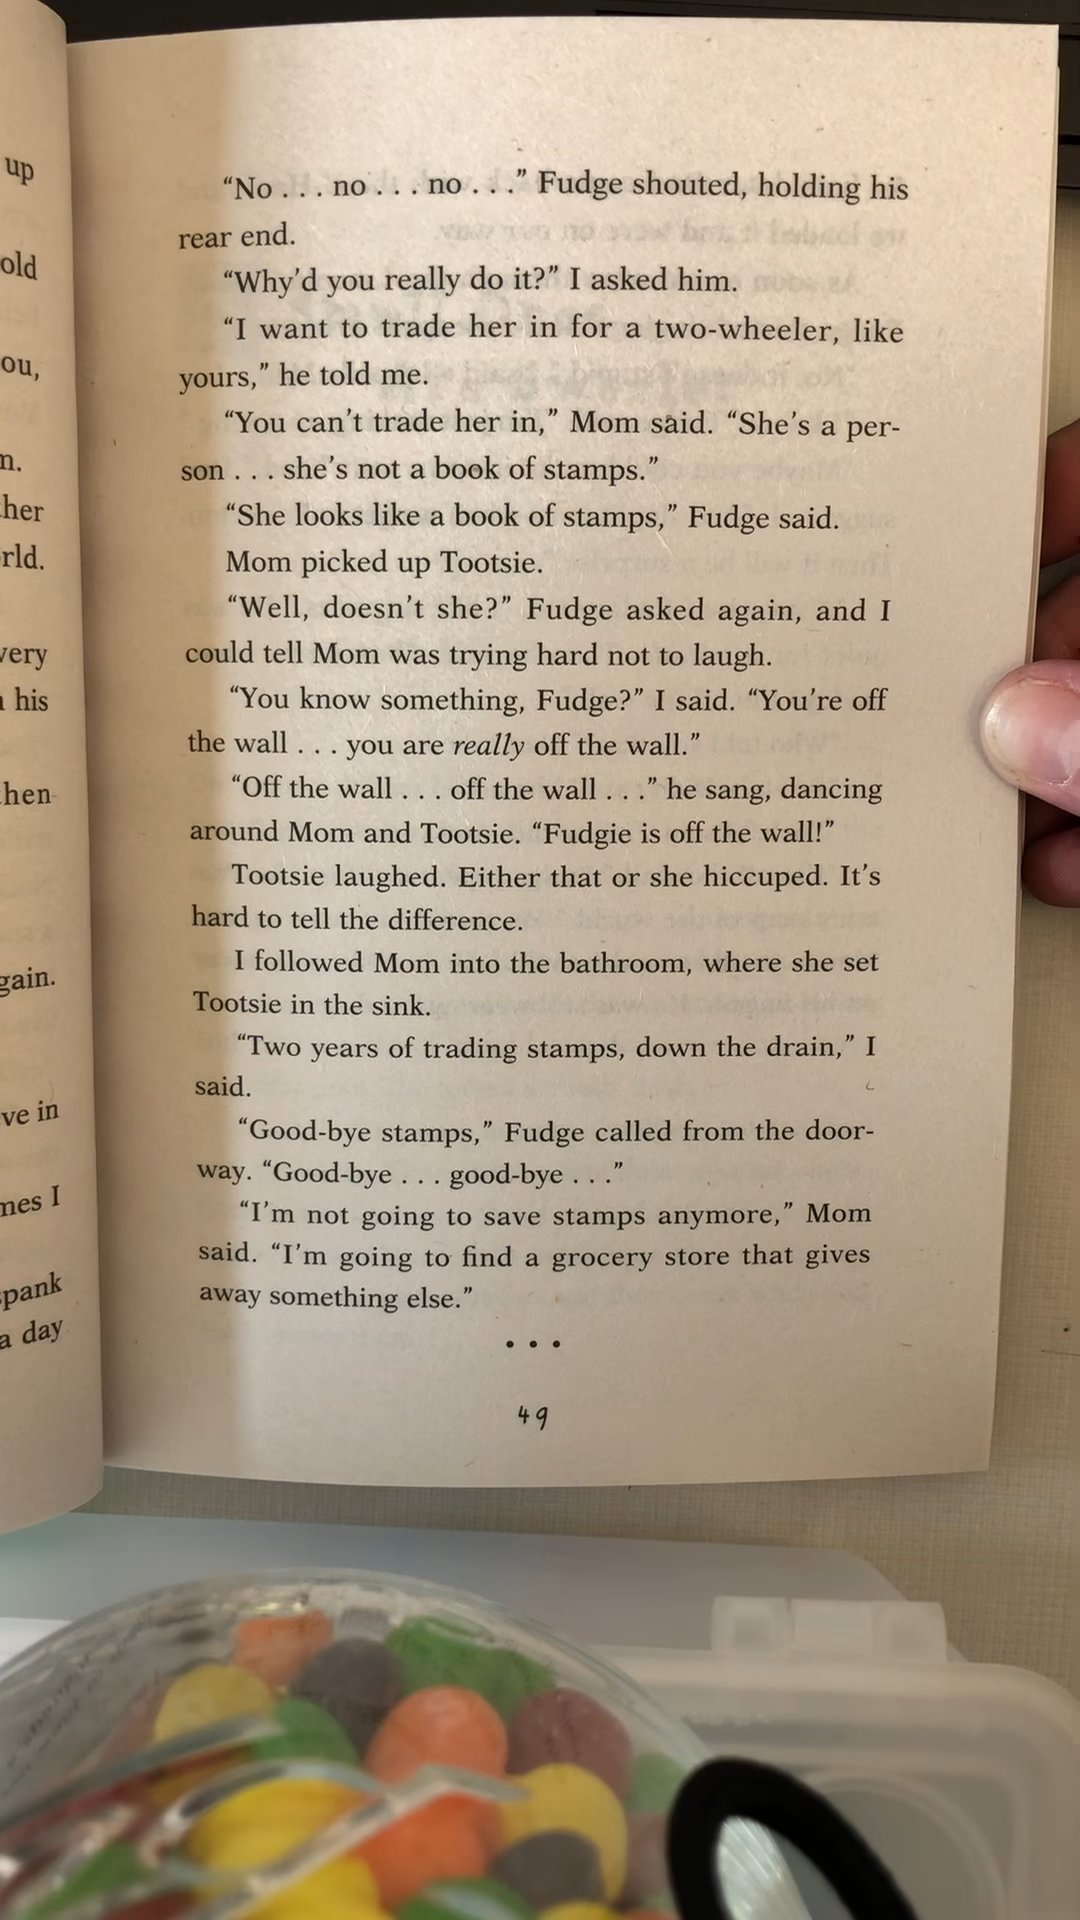 up
old
ou,
n.
ther
rld.
very
his
then
gain.
ve in
mes I
spank
a day
“No . . . no . . . no . . .” Fudge shouted, holding his
rear end.
“Why’d you really do it?” I asked him.
“I want to trade her in for a two-wheeler, like
yours,” he told me.
“You can’t trade her in,” Mom said. “She’s a per-
son . . . she’s not a book of stamps.”
“She looks like a book of stamps,” Fudge said.
Mom picked up Tootsie.
“Well, doesn’t she?” Fudge asked again, and I
could tell Mom was trying hard not to laugh.
“You know something, Fudge?” I said. “You’re off
the wall . . . you are really off the wall.”
“Off the wall . . . off the wall . . .” he sang, dancing
around Mom and Tootsie. “Fudgie is off the wall!”
Tootsie laughed. Either that or she hiccuped. It’s
hard to tell the difference.
I followed Mom into the bathroom, where she set
Tootsie in the sink.
“Two years of trading stamps, down the drain,” I
said.
“Good-bye stamps,” Fudge called from the door-
way. “Good-bye . . . good-bye . . .”
“I’m not going to save stamps anymore,” Mom
said. “I’m going to find a grocery store that gives
away something else.”
• • •
49